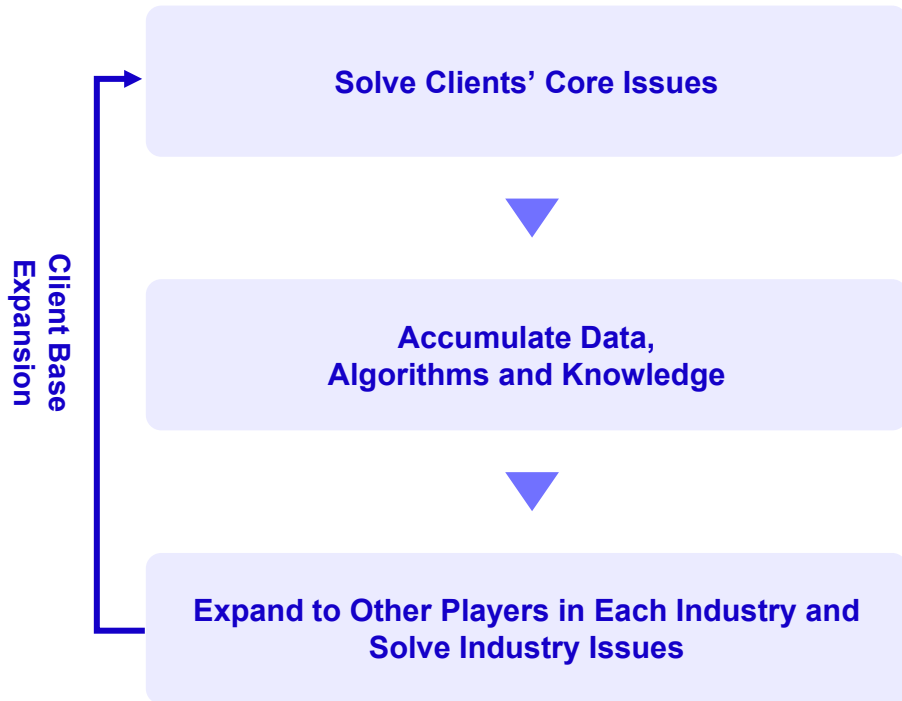 Solve Clients’ Core Issues
Client Base
Expansion
Accumulate Data,
Algorithms and Knowledge
Expand to Other Players in Each Industry and
Solve Industry Issues